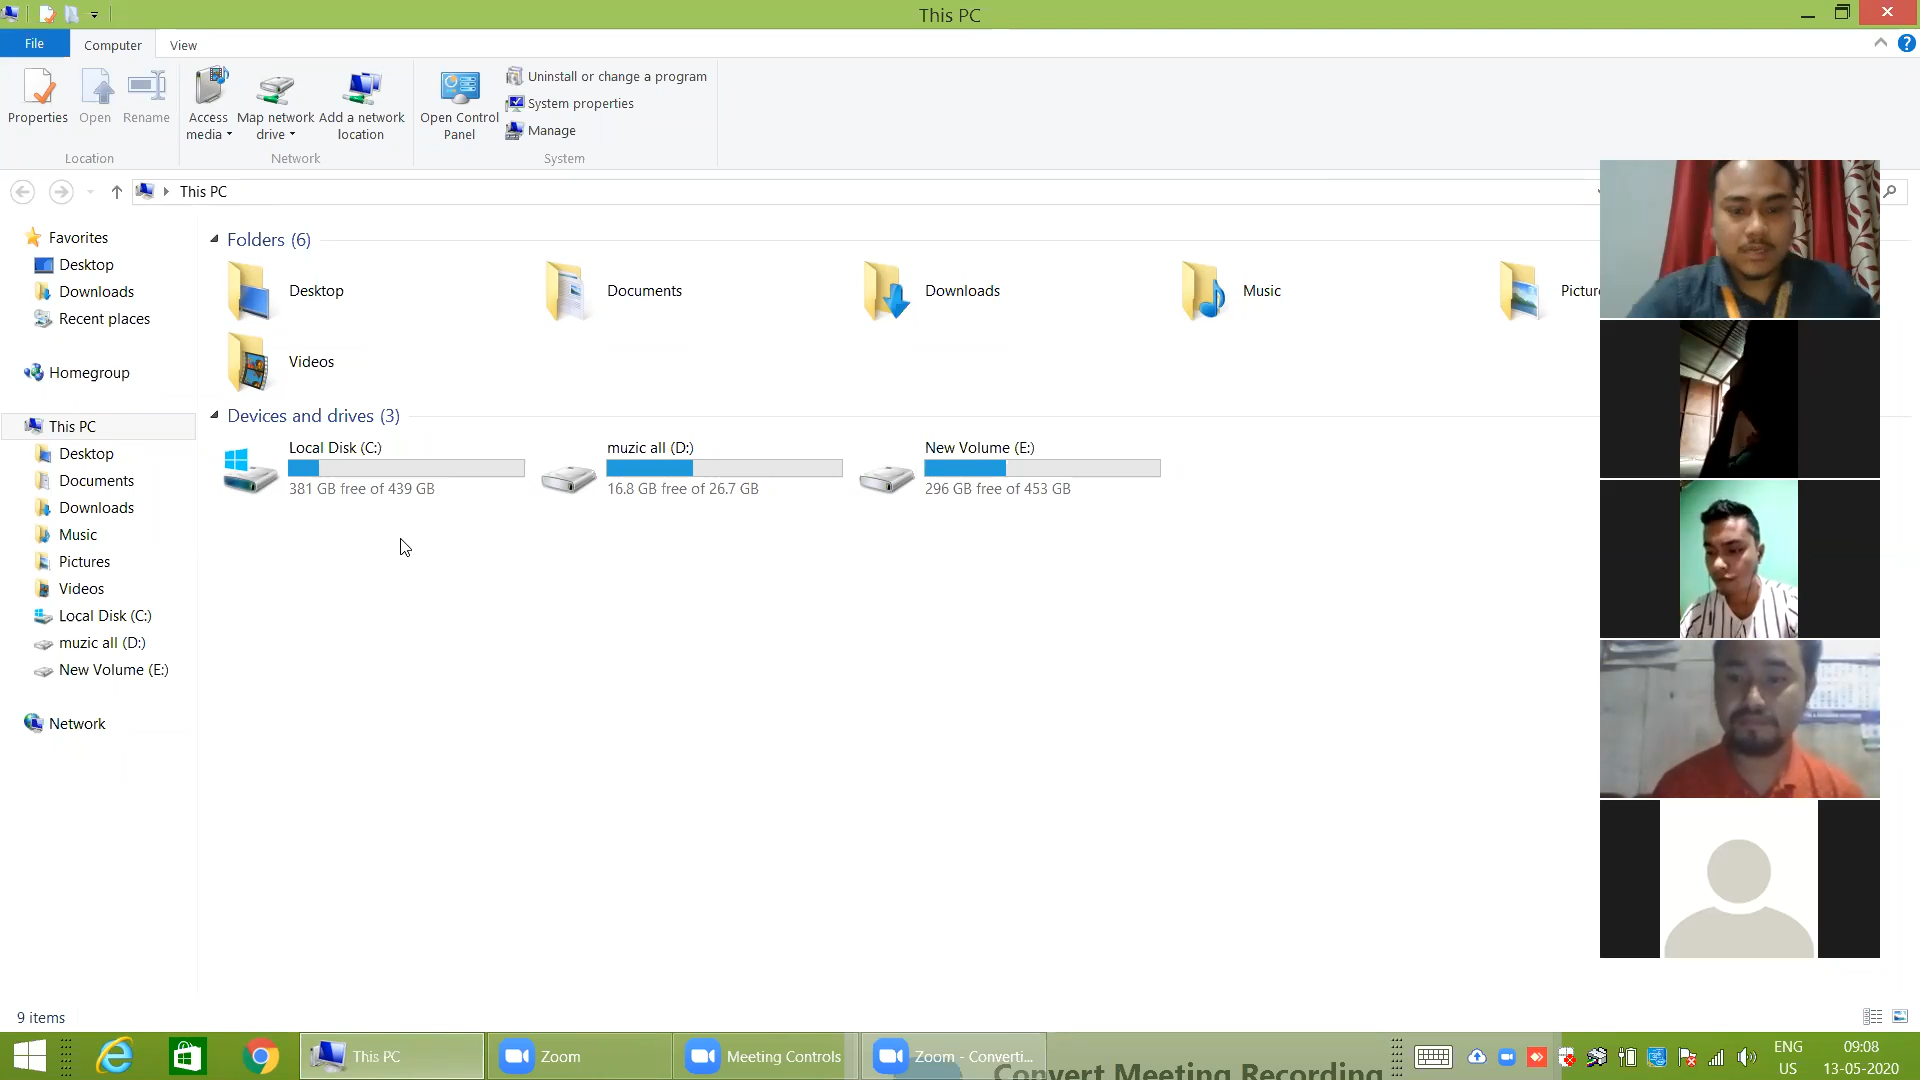 This PC
File
Computer
View
Properties
Open
Rename
Access media
Map network drive
Add a network location
Open Control Panel
Uninstall or change a program
System properties
Manage
Location
Network
System
This PC
Favorites
Desktop
Downloads
Recent places
Homegroup
This PC
Desktop
Documents
Downloads
Music
Pictures
Videos
Local Disk (C:)
muzic all (D:)
New Volume (E:)
Network
Folders (6)
Desktop
Documents
Downloads
Music
Pictur
Videos
Devices and drives (3)
Local Disk (C:)
381 GB free of 439 GB
muzic all (D:)
16.8 GB free of 26.7 GB
New Volume (E:)
296 GB free of 453 GB
9 items
This PC
Zoom
Meeting Controls
Zoom - Converti...
Convert Meeting Recording
ENG
US
09:08
13-05-2020